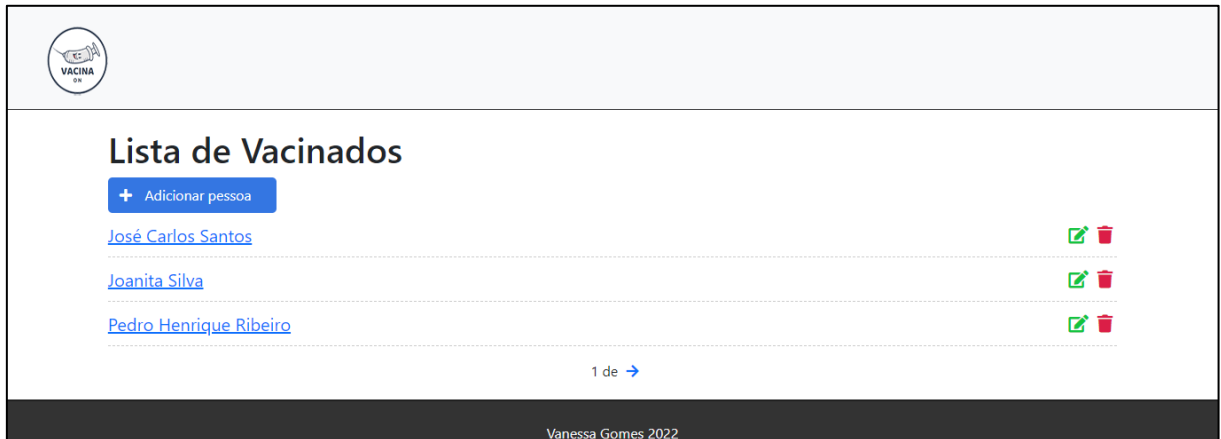 VACINA
ON
Lista de Vacinados
Adicionar pessoa
José Carlos Santos
Joanita Silva
Pedro Henrique Ribeiro
1 de
Vanessa Gomes 2022